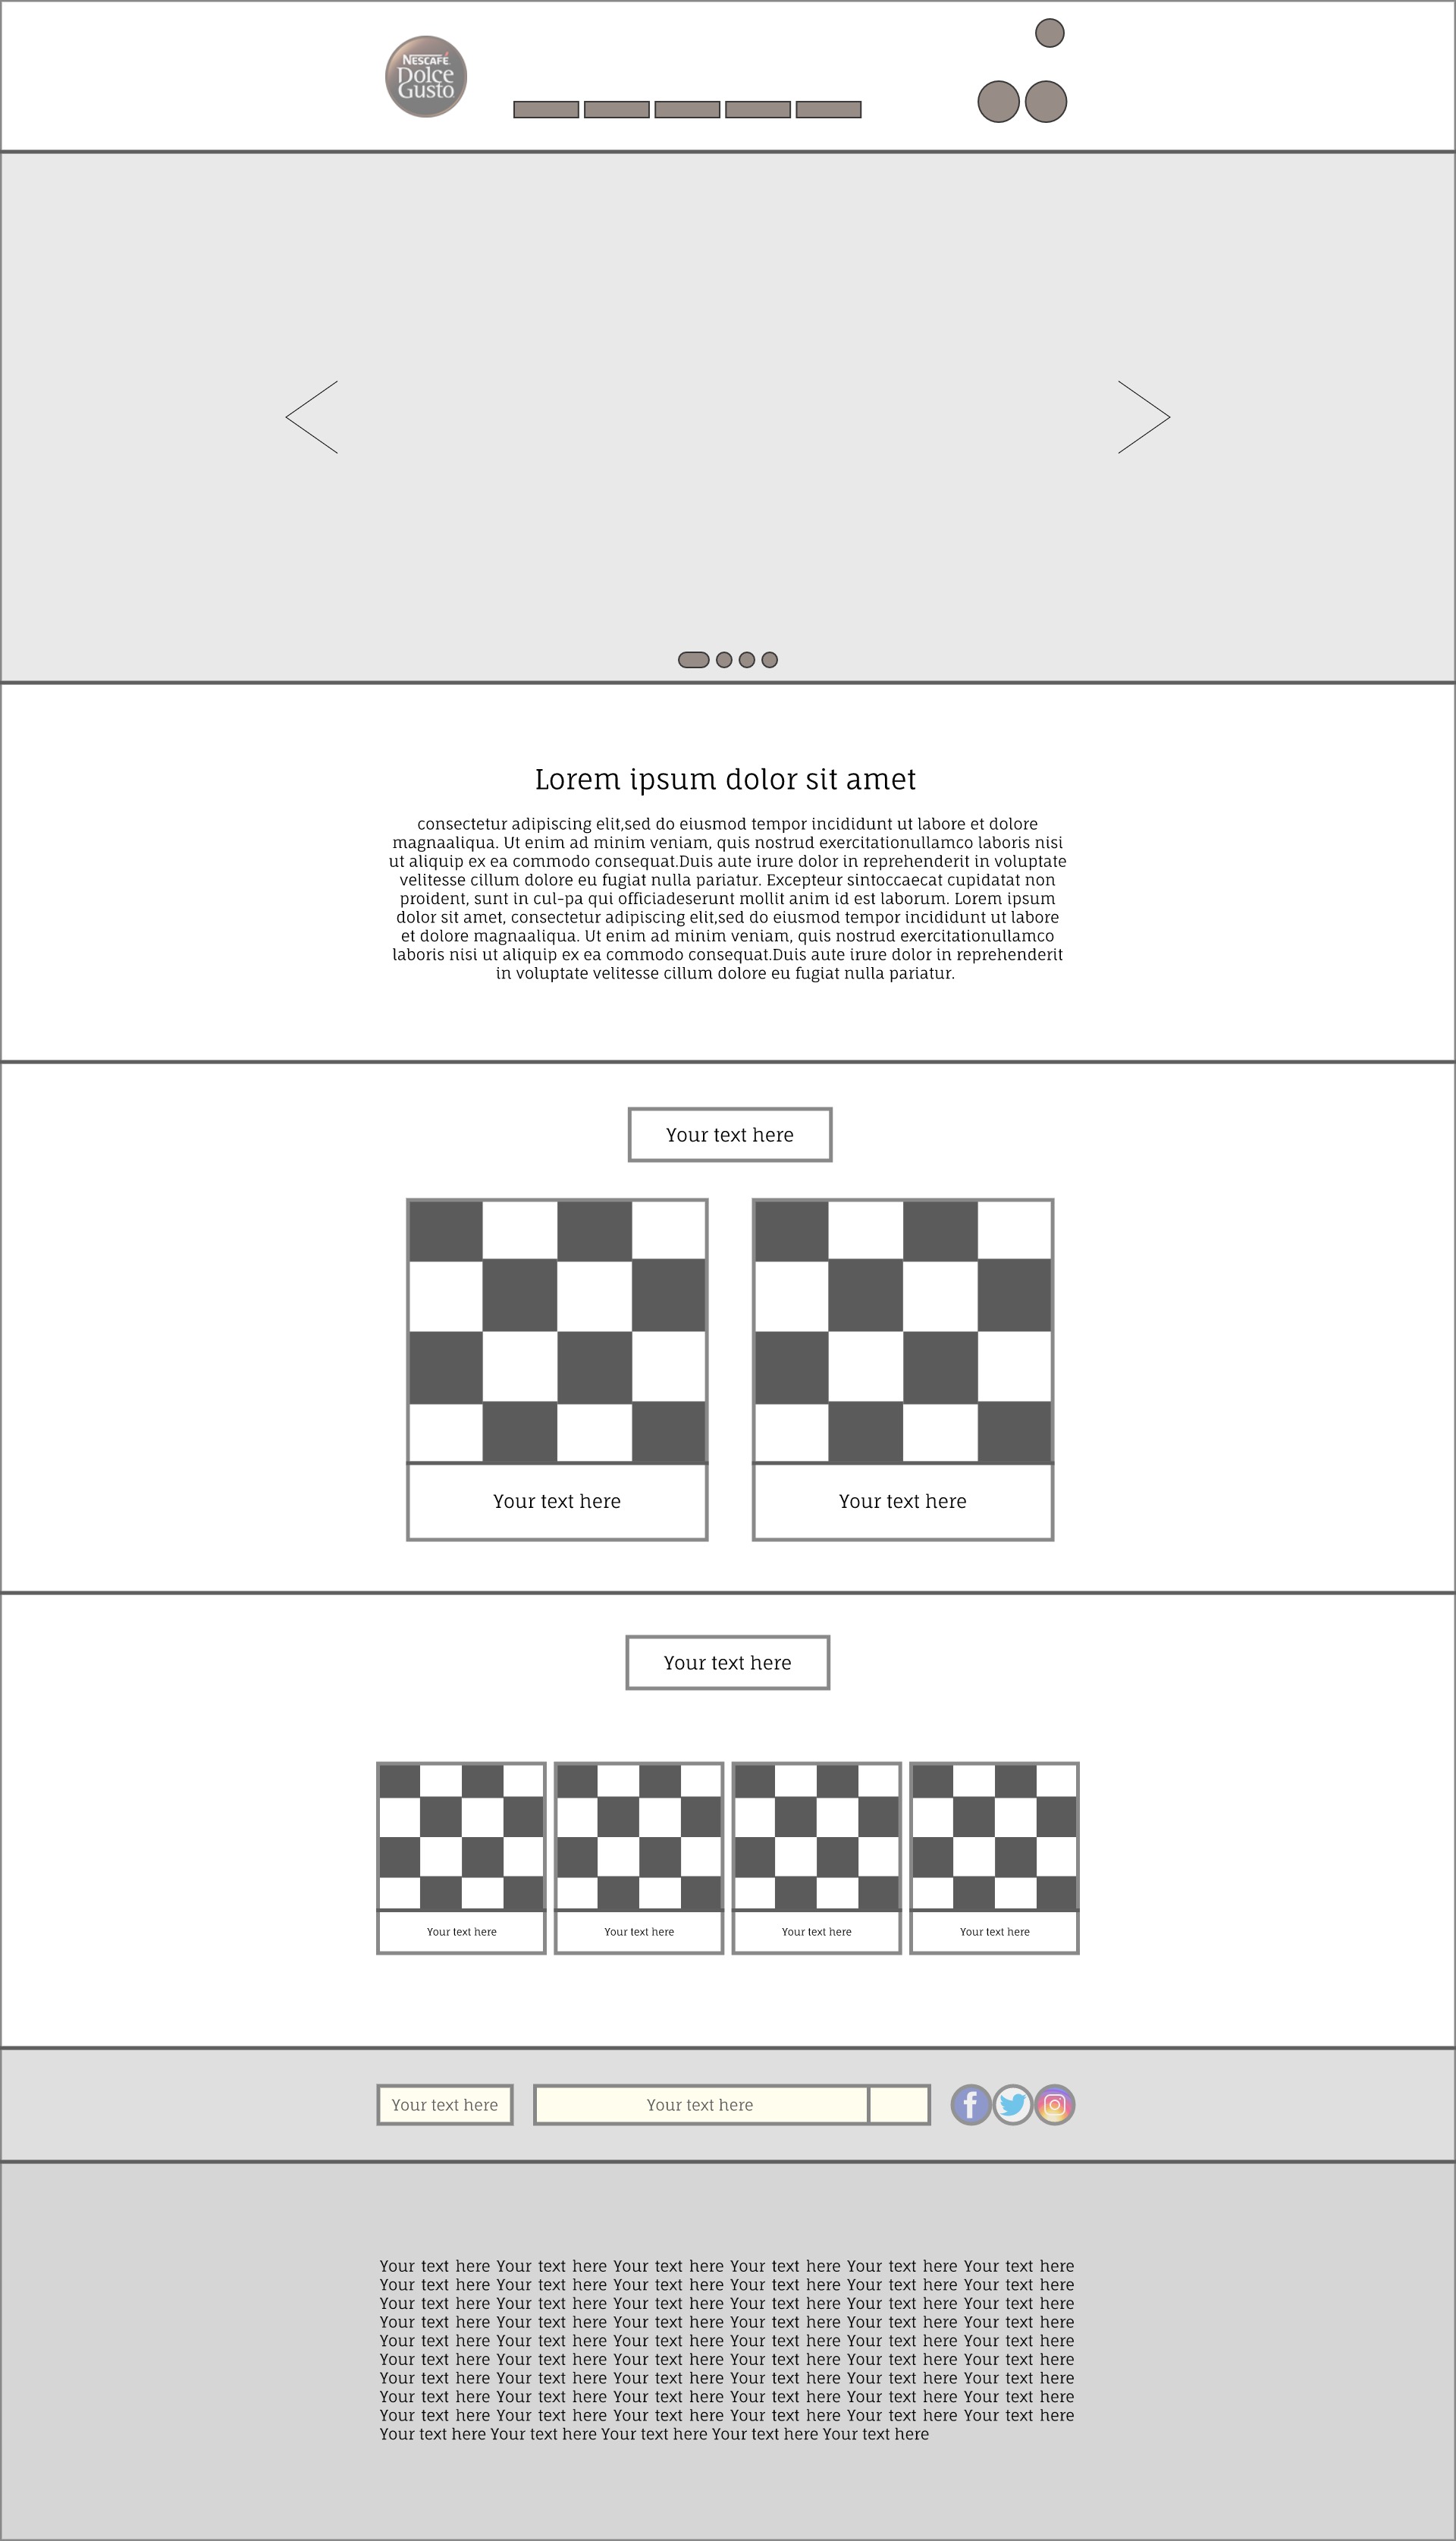 NESCAFÉ
Dolce
Gusto
Lorem ipsum dolor sit amet
consectetur adipiscing elit,sed do eiusmod tempor incididunt ut labore et dolore
magnaaliqua. Ut enim ad minim veniam, quis nostrud exercitationullamco laboris nisi
ut aliquip ex ea commodo consequat.Duis aute irure dolor in reprehenderit in voluptate
velitesse cillum dolore eu fugiat nulla pariatur. Excepteur sintoccaecat cupidatat non
proident, sunt in cul-pa qui officiadeserunt mollit anim id est laborum. Lorem ipsum
dolor sit amet, consectetur adipiscing elit,sed do eiusmod tempor incididunt ut labore
et dolore magnaaliqua. Ut enim ad minim veniam, quis nostrud exercitationullamco
laboris nisi ut aliquip ex ea commodo consequat.Duis aute irure dolor in reprehenderit
in voluptate velitesse cillum dolore eu fugiat nulla pariatur.
Your text here
Your text here
Your text here
Your text here
Your text here
Your text here
Your text here
Your text here
Your text here
Your text here
Your text here Your text here Your text here Your text here Your text here Your text here
Your text here Your text here Your text here Your text here Your text here Your text here
Your text here Your text here Your text here Your text here Your text here Your text here
Your text here Your text here Your text here Your text here Your text here Your text here
Your text here Your text here Your text here Your text here Your text here Your text here
Your text here Your text here Your text here Your text here Your text here Your text here
Your text here Your text here Your text here Your text here Your text here Your text here
Your text here Your text here Your text here Your text here Your text here Your text here
Your text here Your text here Your text here Your text here Your text here Your text here
Your text here Your text here Your text here Your text here Your text here